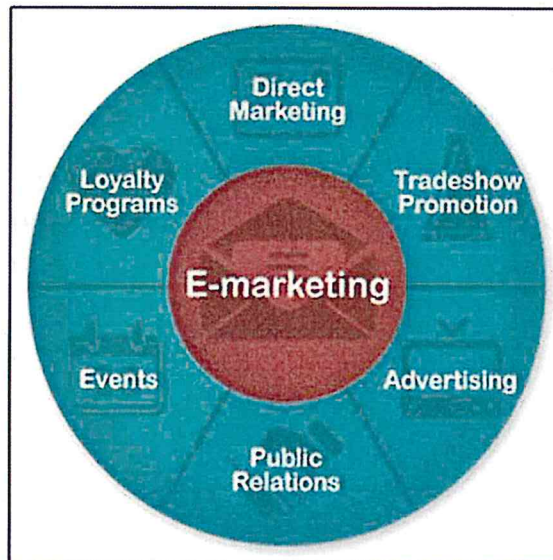 Direct
Marketing
Tradeshow
Promotion
Advertising
Public
Relations
Events
Loyalty
Programs
E-marketing